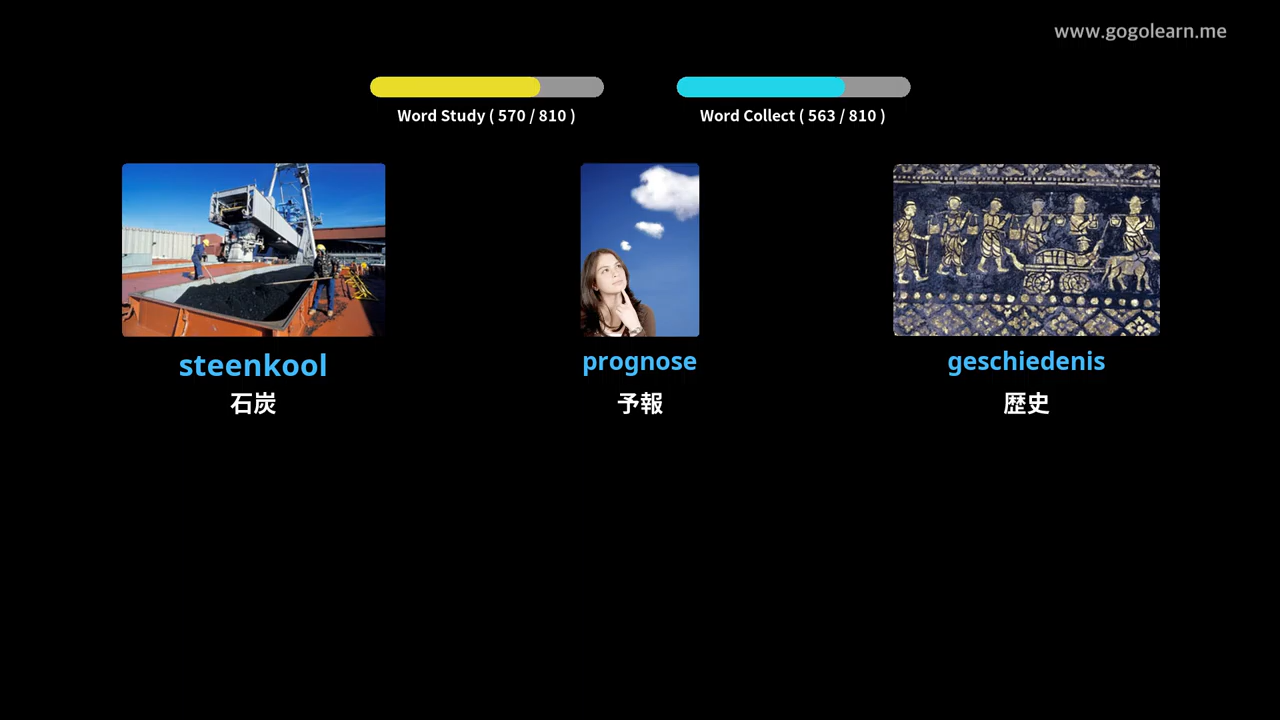 www.gogolearn.me
Word Study ( 570 / 810 )
Word Collect ( 563 / 810 )
steenkool
prognose
geschiedenis
石炭
予報
歴史